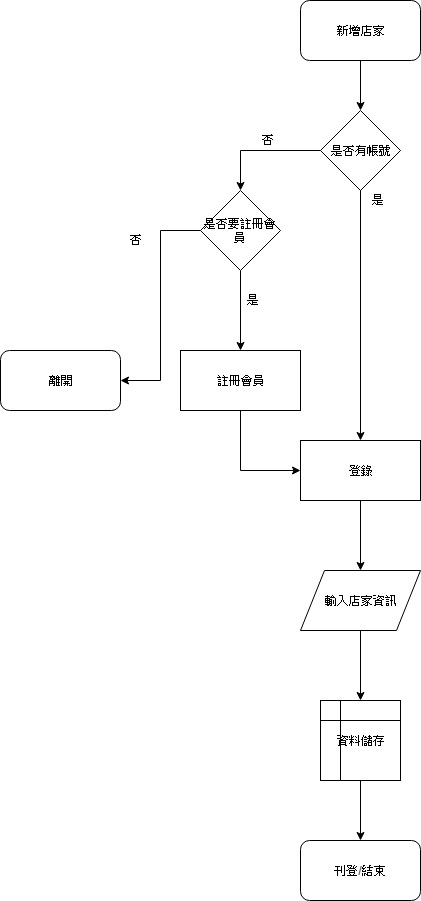 新增店家
否
是否有帳號
是
是否要註冊會
員
否
是
離開
註冊會員
登錄
輸入店家資訊
資料儲存
刊登/結束